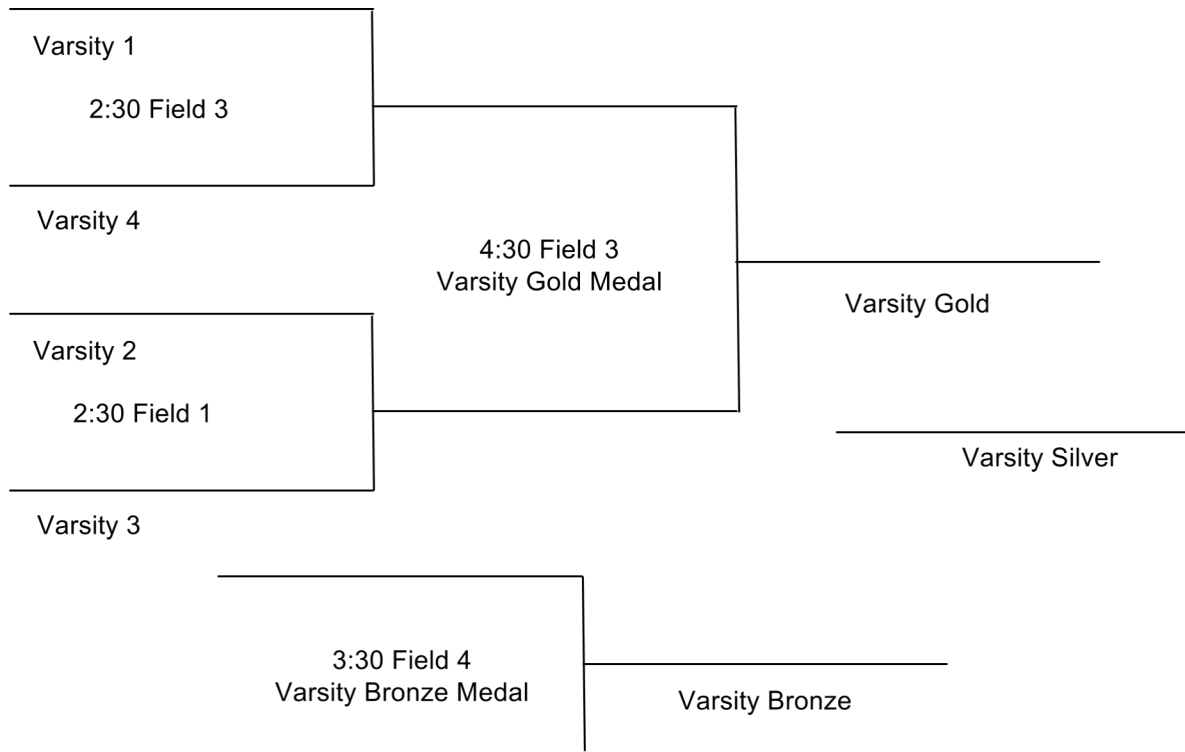 Varsity 1
2:30 Field 3
Varsity 4
4:30 Field 3
Varsity Gold Medal
Varsity Gold
Varsity 2
2:30 Field 1
Varsity Silver
Varsity 3
3:30 Field 4
Varsity Bronze Medal
Varsity Bronze